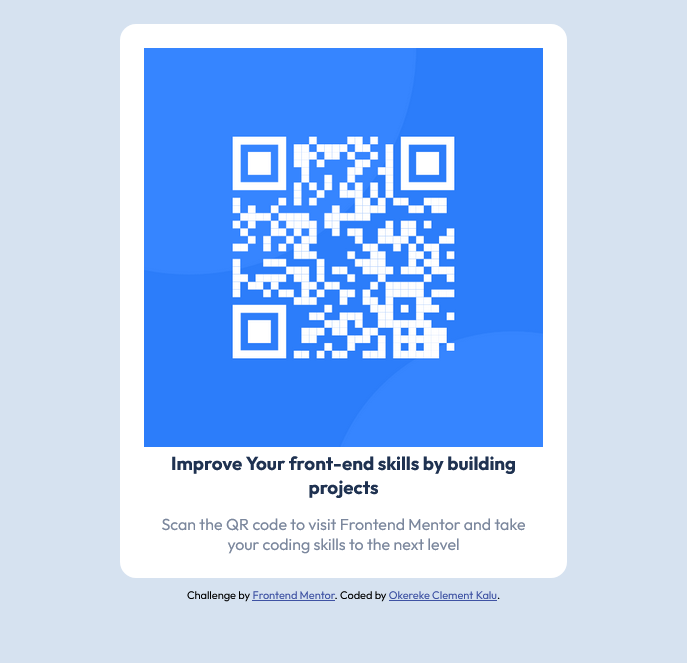 Improve Your front-end skills by building
projects
Scan the QR code to visit Frontend Mentor and take
your coding skills to the next level
Challenge by Frontend Mentor. Coded by Okereke Clement Kalu.